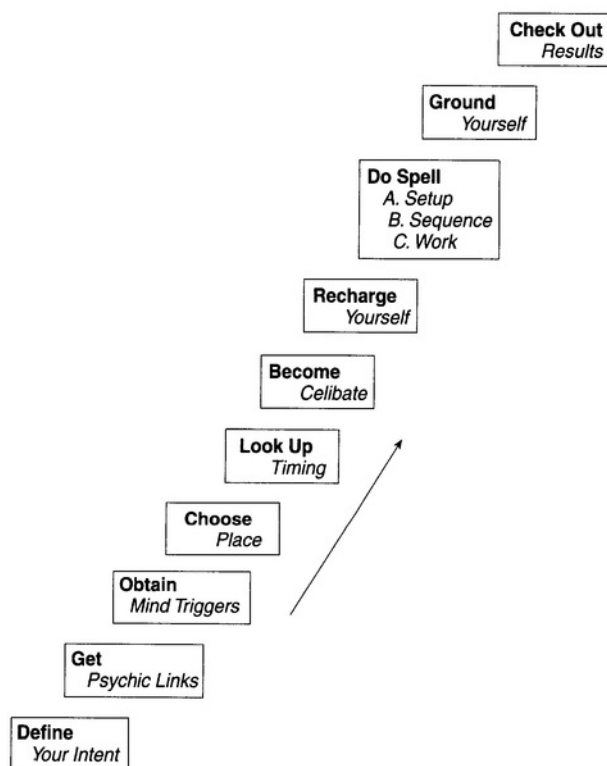 Check Out
Results
Ground
Yourself
Do Spell
A. Setup
B. Sequence
C. Work
Recharge
Yourself
Become
Celibate
Look Up
Timing
Choose
Place
Obtain
Mind Triggers
Get
Psychic Links
Define
Your Intent